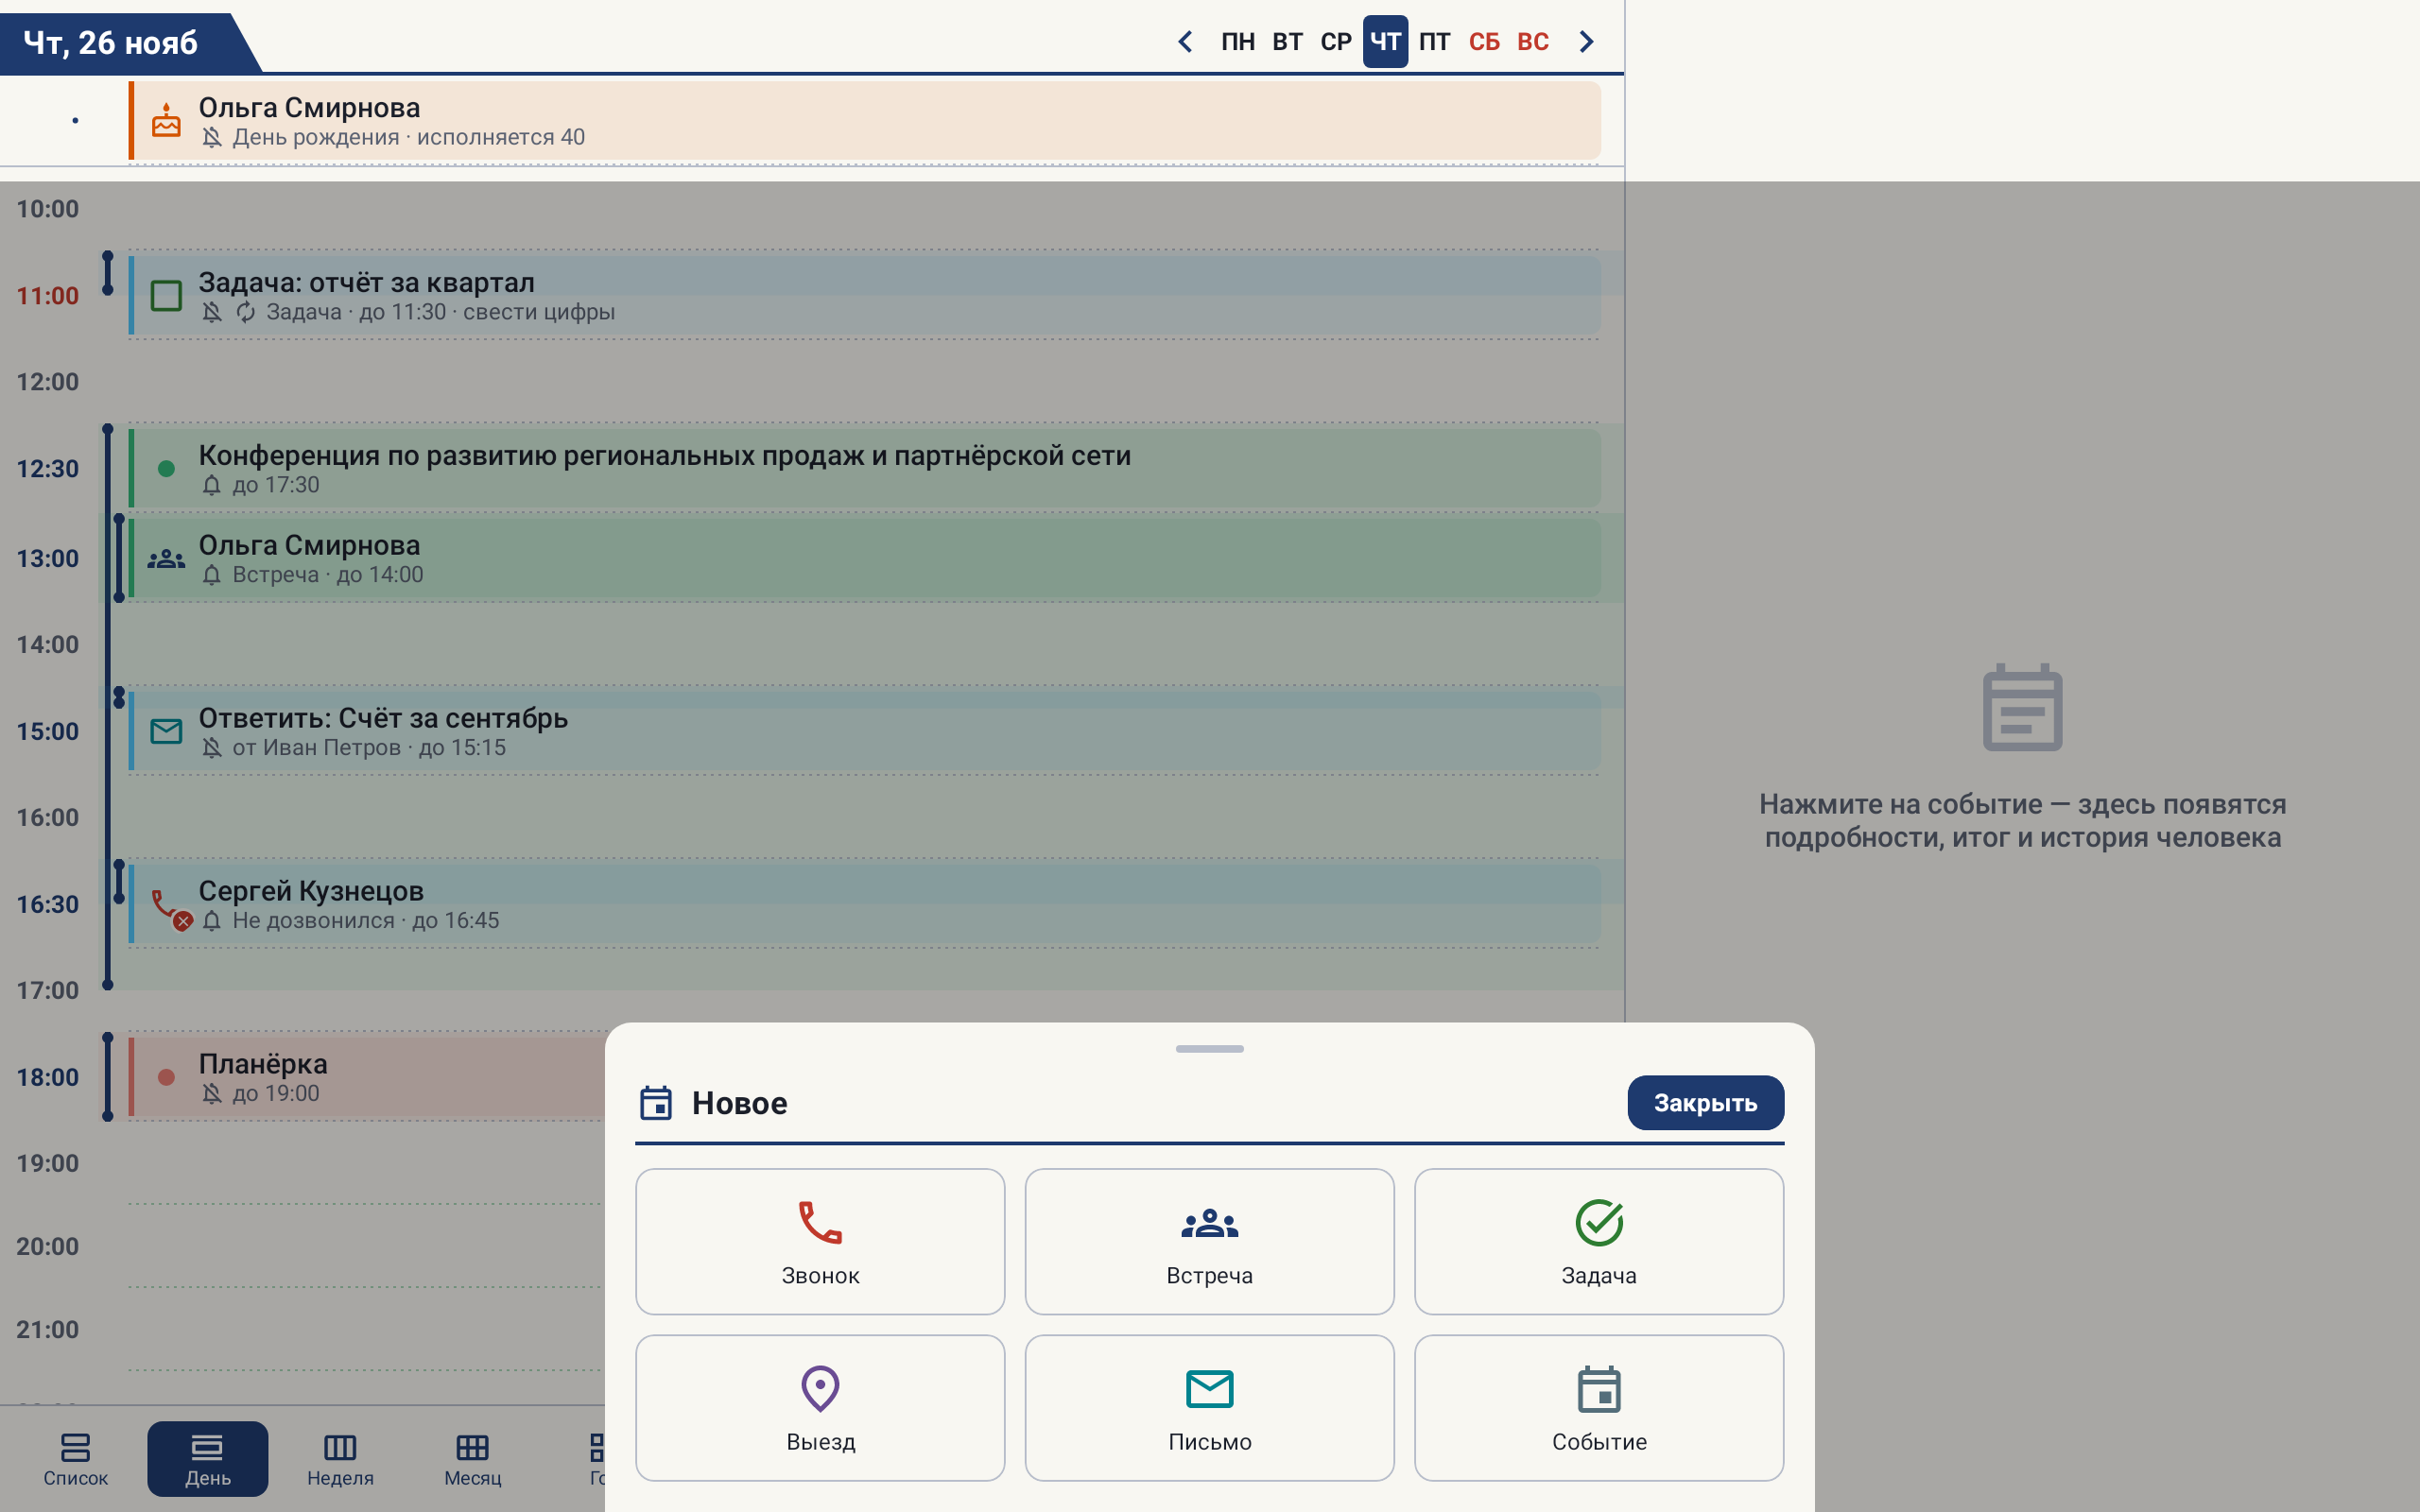 Чт, 26 нояб
ПН ВТ СР ЧТ ПТ СБ ВС
Ольга Смирнова
День рождения · исполняется 40
10:00
11:00
Задача: отчёт за квартал
Задача · до 11:30 · свести цифры
12:00
12:30
Конференция по развитию региональных продаж и партнёрской сети
до 17:30
13:00
Ольга Смирнова
Встреча · до 14:00
14:00
15:00
Ответить: Счёт за сентябрь
от Иван Петров · до 15:15
16:00
16:30
Сергей Кузнецов
Не дозвонился · до 16:45
17:00
18:00
Планёрка
до 19:00
19:00
20:00
21:00
Нажмите на событие — здесь появятся
подробности, итог и история человека
Новое
Закрыть
Звонок
Встреча
Задача
Выезд
Письмо
Событие
Список
День
Неделя
Месяц